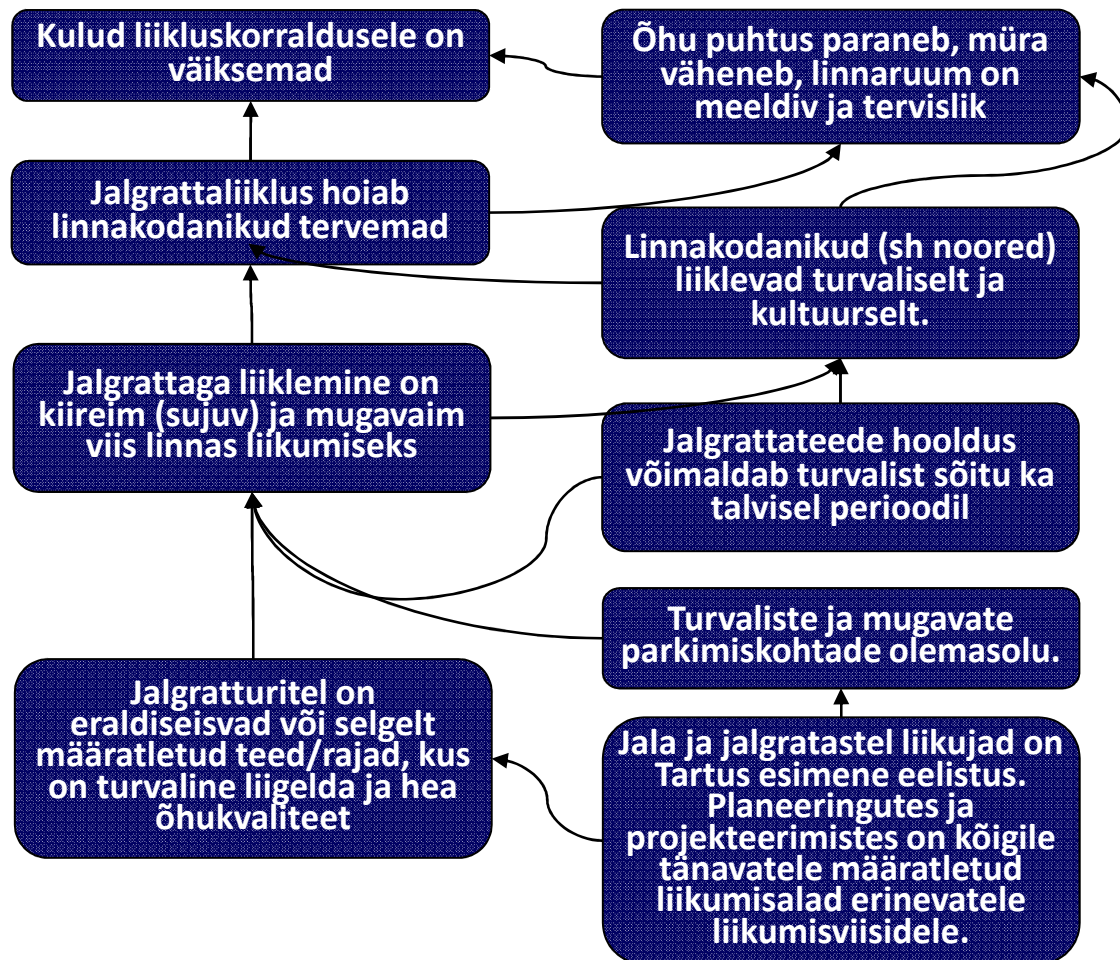 Kulud liikluskorraldusele on
väiksemad
Õhu puhtus paraneb, müra
väheneb, linnaruum on
meeldiv ja tervislik
Jalgrattaliiklus hoiab
linnakodanikud tervemad
Linnakodanikud (sh noored)
liiklevad turvaliselt ja
kultuurselt.
Jalgrattaga liiklemine on
kiireim (sujuv) ja mugavaim
viis linnas liikumiseks
Jalgrattateede hooldus
võimaldab turvalist sõitu ka
talvisel perioodil
Turvaliste ja mugavate
parkimiskohtade olemasolu.
Jalgratturitel on
eraldiseisvad või selgelt
määratletud teed/rajad, kus
on turvaline liigelda ja hea
õhukvaliteet
Jala ja jalgratastel liikujad on
Tartus esimene eelistus.
Planeeringutes ja
projekteerimistes on kõigile
tänavatele määratletud
liikumisalad erinevatele
liikumisviisidele.